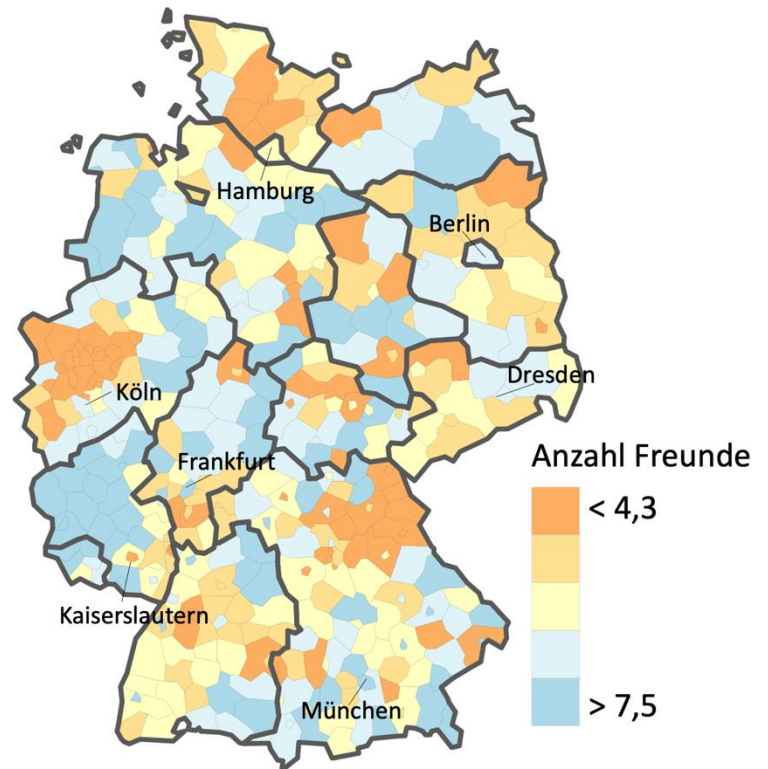 Hamburg
Berlin
Köln
Dresden
Frankfurt
Anzahl Freunde
< 4,3
Kaiserslautern
München
> 7,5